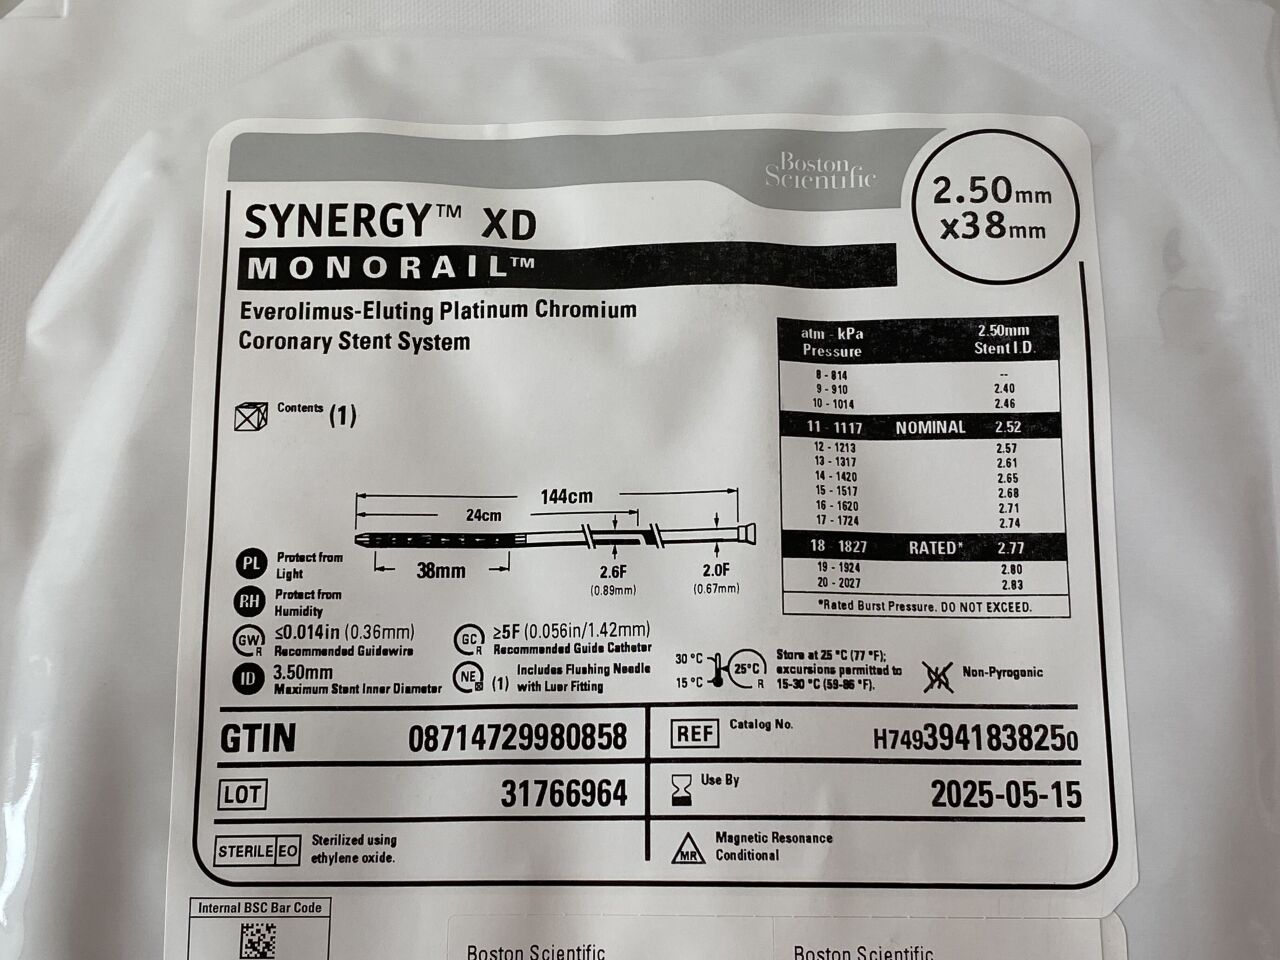 Boston
Scientific
2.50mm
x38mm
SYNERGY™ XD
MONORAIL™
Everolimus-Eluting Platinum Chromium
Coronary Stent System
Contents (1)
atm - kPa 2.50mm
Pressure Stent I.D.
8 - 814 --
9 - 910 2.40
10 - 1014 2.46
11 - 1117 NOMINAL 2.52
12 - 1213 2.57
13 - 1317 2.61
14 - 1420 2.65
15 - 1517 2.68
16 - 1620 2.71
17 - 1724 2.74
18 - 1827 RATED* 2.77
19 - 1924 2.80
20 - 2027 2.83
*Rated Burst Pressure. DO NOT EXCEED.
144cm
24cm
38mm
2.6F
(0.89mm)
2.0F
(0.67mm)
PL Protect from
Light
RH Protect from
Humidity
GW R ≤0.014in (0.36mm)
Recommended Guidewire
ID 3.50mm
Maximum Stent Inner Diameter
GC R ≥5F (0.056in/1.42mm)
Recommended Guide Catheter
NE (1) Includes Flushing Needle
with Luer Fitting
30 °C
15 °C
25°C
R
Store at 25 °C (77 °F);
excursions permitted to
15-30 °C (59-86 °F).
Non-Pyrogenic
GTIN 08714729980858
REF Catalog No. H7493941838250
LOT 31766964
Use By 2025-05-15
STERILE EO Sterilized using
ethylene oxide.
MR Magnetic Resonance
Conditional
Internal BSC Bar Code
Boston Scientific
Boston Scientific